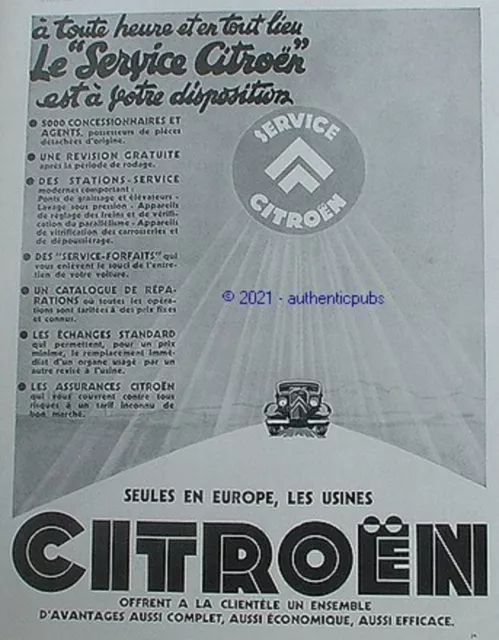 à toute heure et en tout lieu
Le "Service Citroën"
est à votre disposition
5000 CONCESSIONNAIRES ET
AGENTS, possesseurs de pièces
détachées d'origine.
UNE REVISION GRATUITE
après la période de rodage.
DES STATIONS-SERVICE
modernes comportant :
Ponts de graissage et élévateurs -
Lavage sous pression - Appareils
de réglage des freins et de vérifi-
cation du parallélisme - Appareils
de vitrification des carrosseries et
de dépoussiérage.
DES "SERVICE-FORFAITS" qui
vous enlèvent le souci de l'entre-
tien de votre voiture.
UN CATALOGUE DE RÉPA-
RATIONS où toutes les opéra-
tions sont tarifées à des prix fixes
et connus.
LES ÉCHANGES STANDARD
qui permettent, pour un prix
minime, le remplacement immé-
diat d'un organe usagé par un
autre revisé à l'usine.
LES ASSURANCES CITROËN
qui vous couvrent contre tous
risques à un tarif inconnu de
bon marché.
SERVICE
CITROËN
© 2021 - authenticpubs
SEULES EN EUROPE, LES USINES
CITROËN
OFFRENT A LA CLIENTÈLE UN ENSEMBLE
D'AVANTAGES AUSSI COMPLET, AUSSI ÉCONOMIQUE, AUSSI EFFICACE.